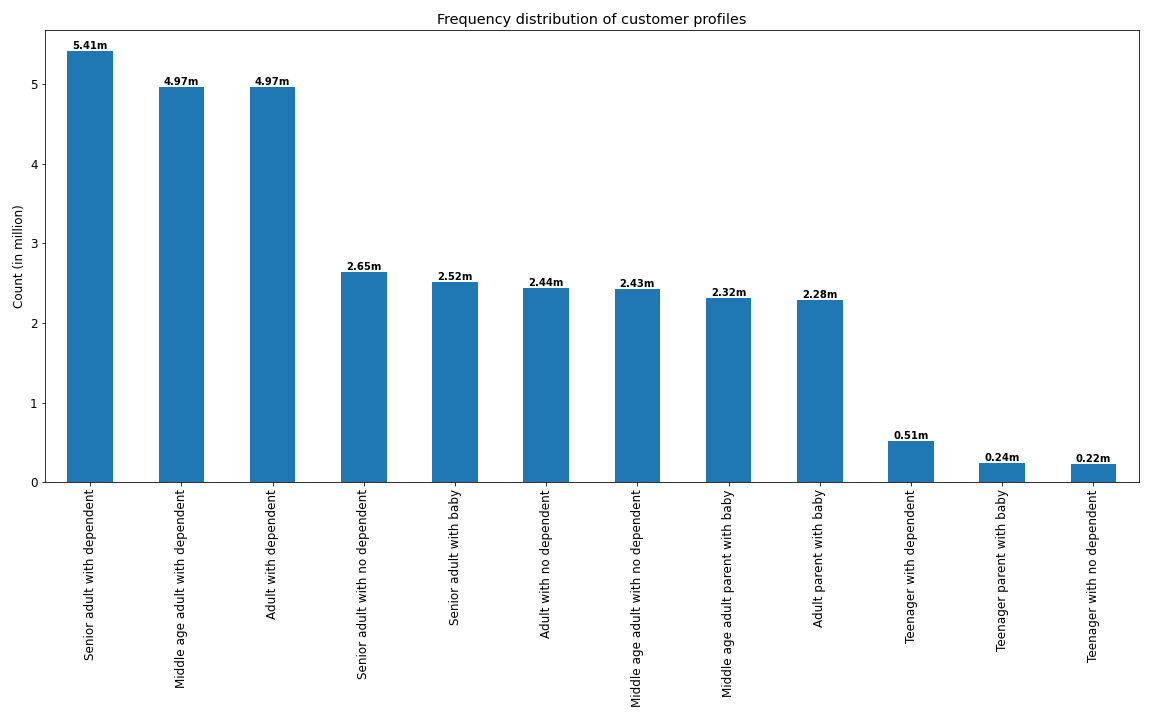 Frequency distribution of customer profiles
5.41m
4.97m
4.97m
2.65m
2.52m
2.44m
2.43m
2.32m
2.28m
0.51m
0.24m
0.22m
Count (in million)
5
4
3
2
1
0
Senior adult with dependent
Middle age adult with dependent
Adult with dependent
Senior adult with no dependent
Senior adult with baby
Adult with no dependent
Middle age adult with no dependent
Middle age adult parent with baby
Adult parent with baby
Teenager with dependent
Teenager parent with baby
Teenager with no dependent